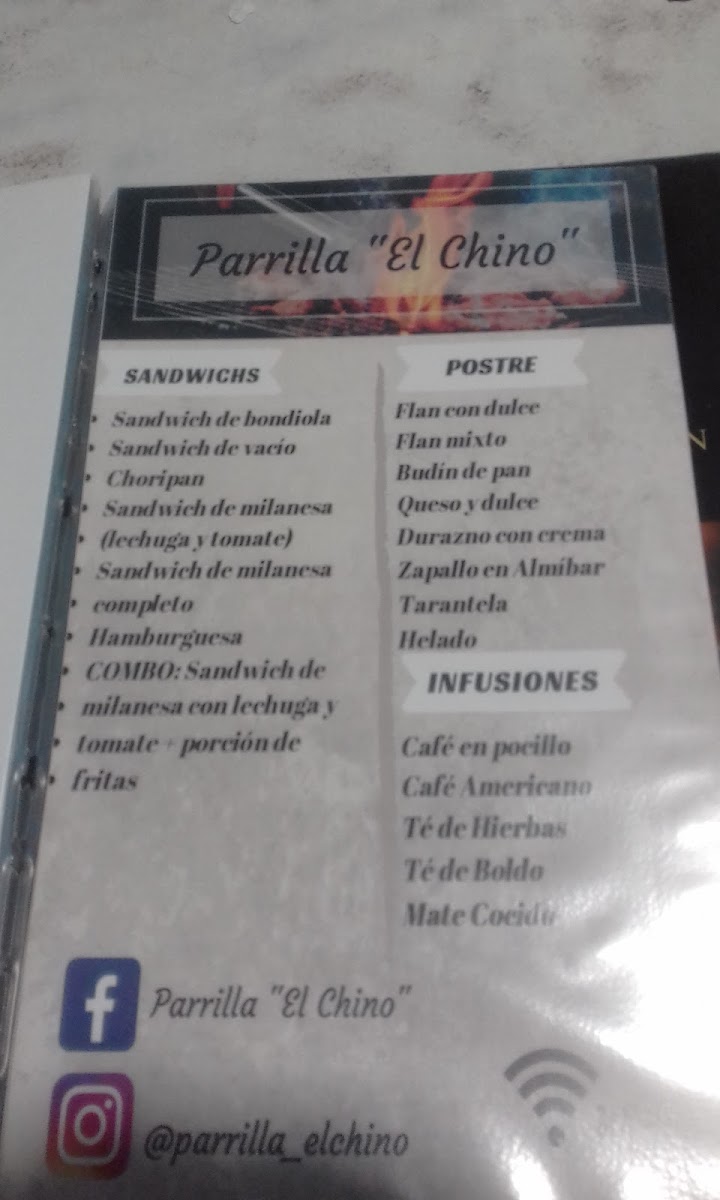 Parrilla "El Chino"
SANDWICHS
• Sandwich de bondiola
• Sandwich de vacío
• Choripan
• Sandwich de milanesa
• (lechuga y tomate)
• Sandwich de milanesa
• completo
• Hamburguesa
• COMBO: Sandwich de
• milanesa con lechuga y
• tomate + porción de
• fritas
POSTRE
Flan con dulce
Flan mixto
Budín de pan
Queso y dulce
Durazno con crema
Zapallo en Almíbar
Tarantela
Helado
INFUSIONES
Café en pocillo
Café Americano
Té de Hierbas
Té de Boldo
Mate Cocido
Parrilla "El Chino"
@parrilla_elchino